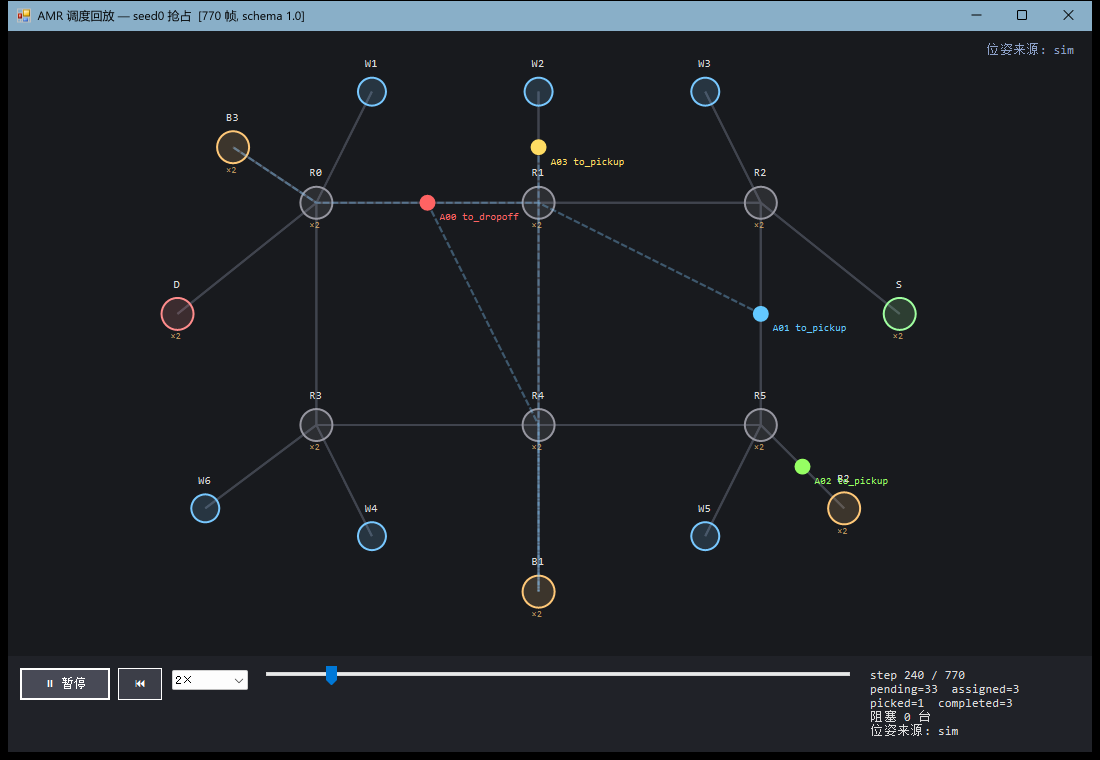 AMR 调度回放 — seed0 抢占 [770 帧, schema 1.0]
位姿来源: sim
W1
W2
W3
B3
×2
A03 to_pickup
R0
R1
R2
×2
A00 to_dropoff
×2
×2
D
S
×2
A01 to_pickup
×2
R3
R4
R5
×2
×2
×2
W6
A02 to_pickup
B2
W4
W5
×2
B1
×2
⏸ 暂停
⏮
2×
step 240 / 770
pending=33 assigned=3
picked=1 completed=3
阻塞 0 台
位姿来源: sim